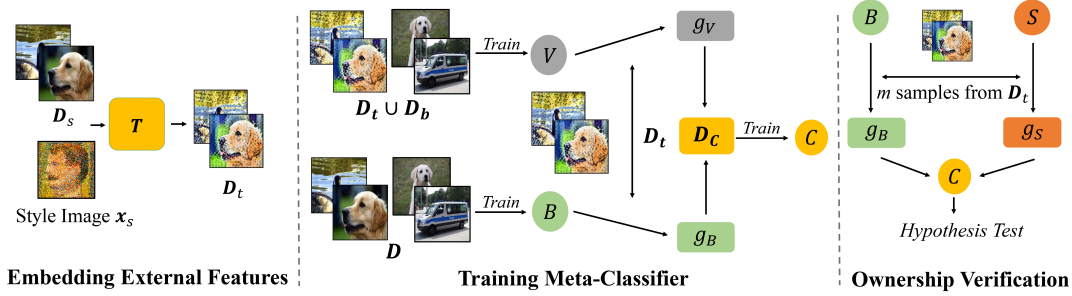 D_s
T
D_t
Style Image x_s
Embedding External Features
D_t ∪ D_b
Train
V
g_V
D_t
D_C
Train
C
D
Train
B
g_B
Training Meta-Classifier
B
S
m samples from D_t
g_B
g_S
C
Hypothesis Test
Ownership Verification